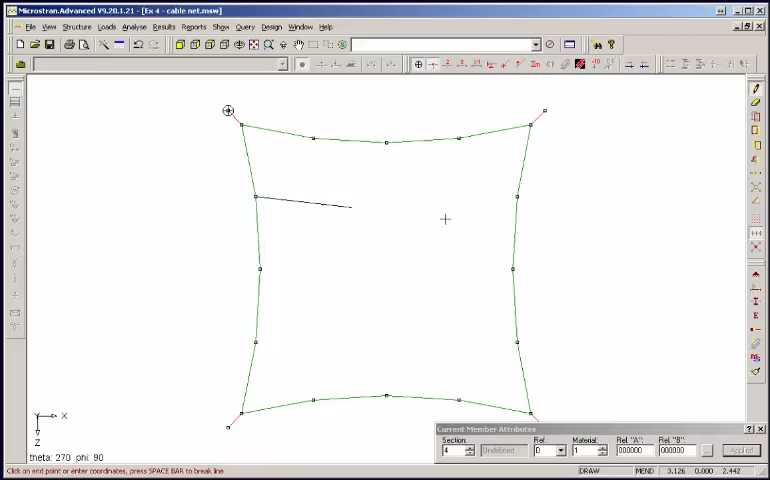 Microstran.Advanced V9.20.1.21 - [Ex 4 - cable net.msw]
File View Structure Loads Analyse Results Reports Show Query Design Window Help
X
Y
Z
theta: 270 phi: 90
Current Member Attributes
Section: Ref.: Material: Rel. "A": Rel. "B":
4 Undefined 0 1 000000 000000 ... Applied
Click on end point or enter coordinates, press SPACE BAR to break line
DRAW MEND 3.126 0.000 2.442